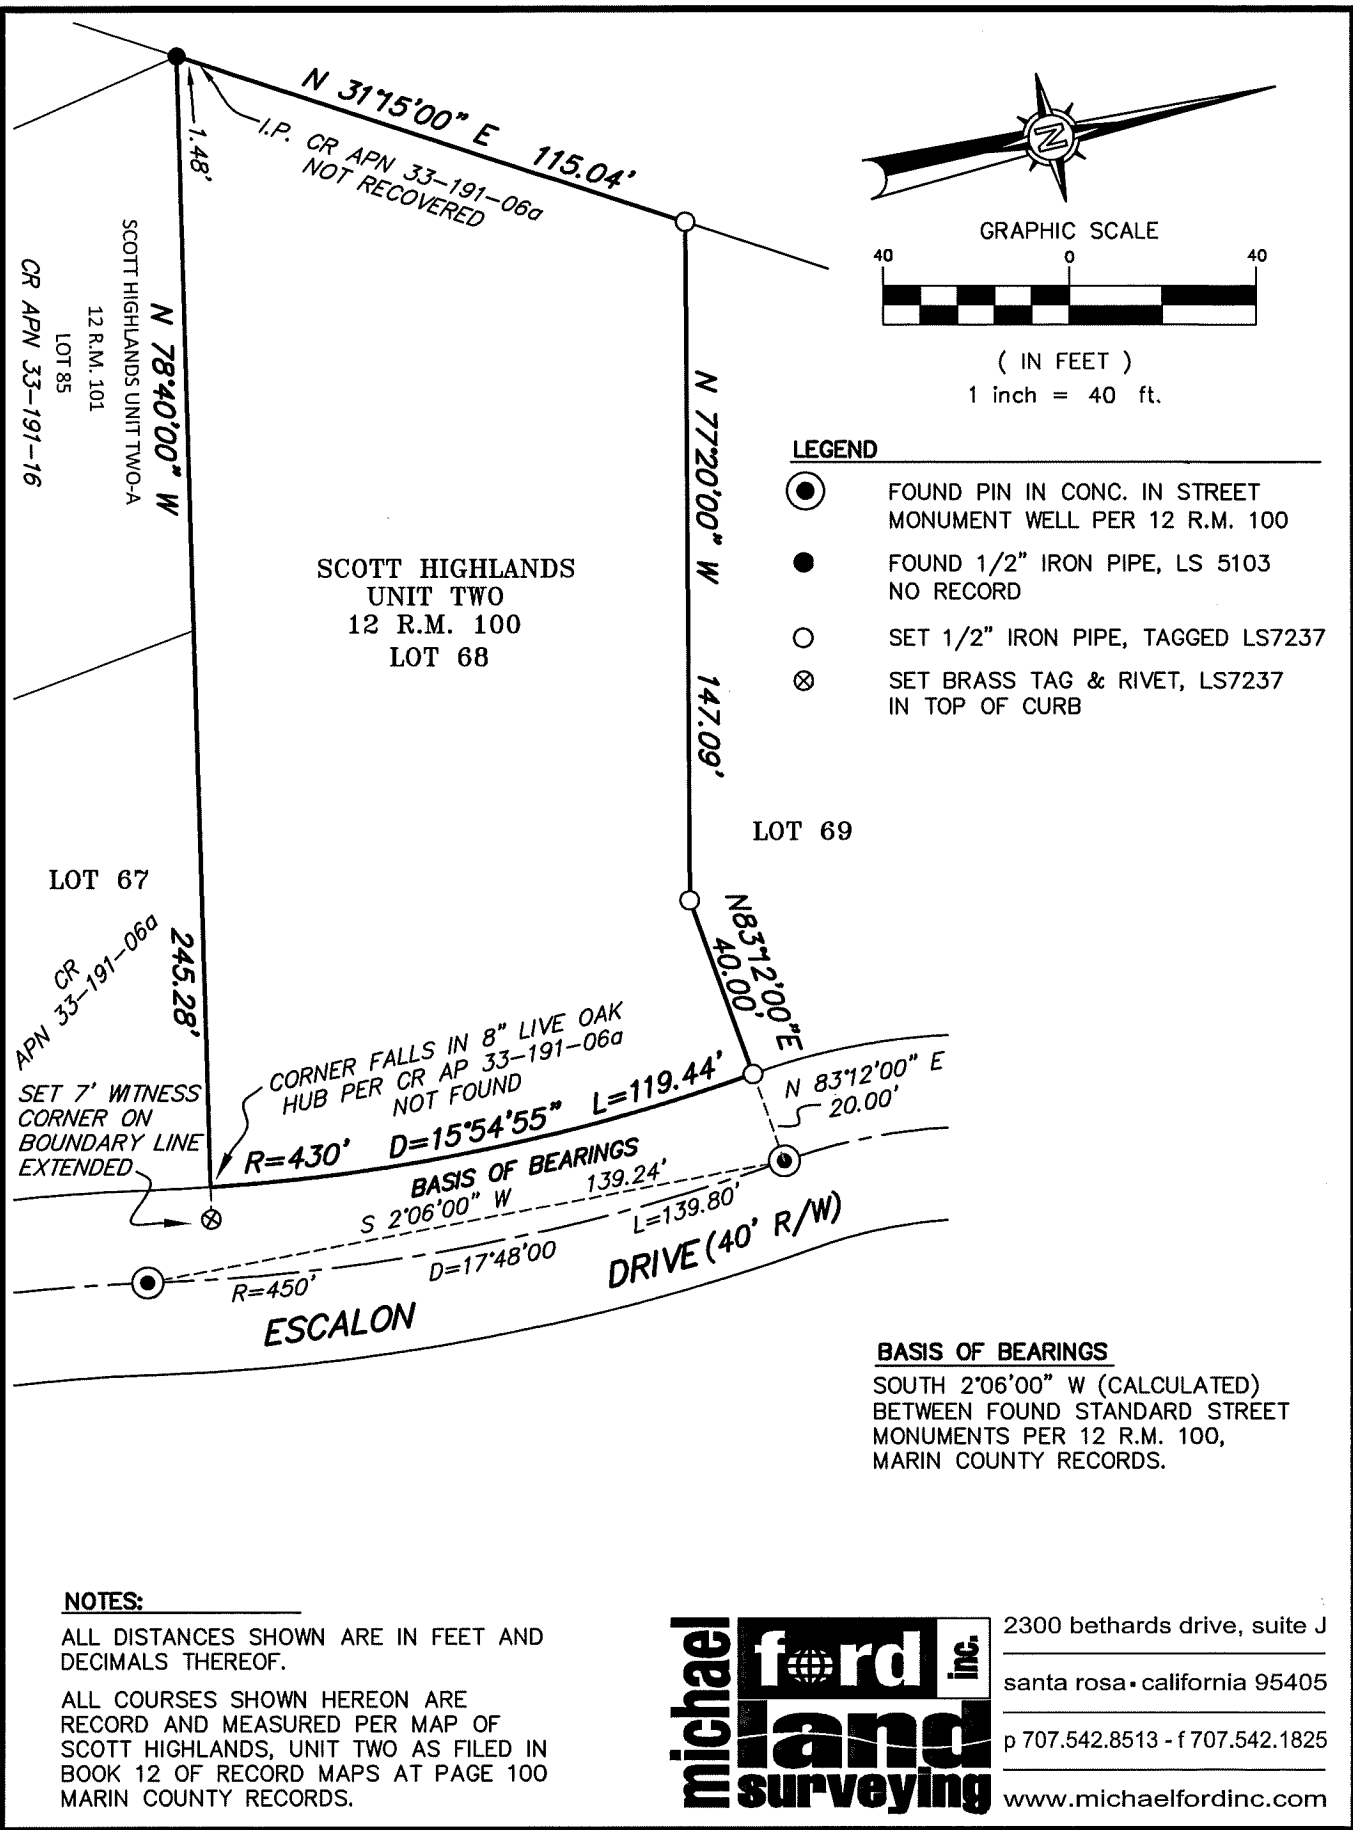 N 31°15'00" E 115.04'
1.48'
I.P. CR APN 33-191-06a
NOT RECOVERED
SCOTT HIGHLANDS UNIT TWO-A
12 R.M. 101
LOT 85
CR APN 33-191-16
N 78°40'00" W
245.28'
N
GRAPHIC SCALE
40 0 40
( IN FEET )
1 inch = 40 ft.
N 77°20'00" W 147.09'
LEGEND
FOUND PIN IN CONC. IN STREET
MONUMENT WELL PER 12 R.M. 100
FOUND 1/2" IRON PIPE, LS 5103
NO RECORD
SET 1/2" IRON PIPE, TAGGED LS7237
SET BRASS TAG & RIVET, LS7237
IN TOP OF CURB
SCOTT HIGHLANDS
UNIT TWO
12 R.M. 100
LOT 68
LOT 69
LOT 67
CR
APN 33-191-06a
N83°12'00"E
40.00'
SET 7' WITNESS
CORNER ON
BOUNDARY LINE
EXTENDED
CORNER FALLS IN 8" LIVE OAK
HUB PER CR AP 33-191-06a
NOT FOUND
R=430' D=15°54'55" L=119.44'
N 83°12'00" E
20.00'
BASIS OF BEARINGS
S 2°06'00" W 139.24'
R=450' D=17°48'00 L=139.80'
ESCALON DRIVE (40' R/W)
BASIS OF BEARINGS
SOUTH 2°06'00" W (CALCULATED)
BETWEEN FOUND STANDARD STREET
MONUMENTS PER 12 R.M. 100,
MARIN COUNTY RECORDS.
NOTES:
ALL DISTANCES SHOWN ARE IN FEET AND
DECIMALS THEREOF.
ALL COURSES SHOWN HEREON ARE
RECORD AND MEASURED PER MAP OF
SCOTT HIGHLANDS, UNIT TWO AS FILED IN
BOOK 12 OF RECORD MAPS AT PAGE 100
MARIN COUNTY RECORDS.
michael
ford inc.
land
surveying
2300 bethards drive, suite J
santa rosa▪california 95405
p 707.542.8513 - f 707.542.1825
www.michaelfordinc.com